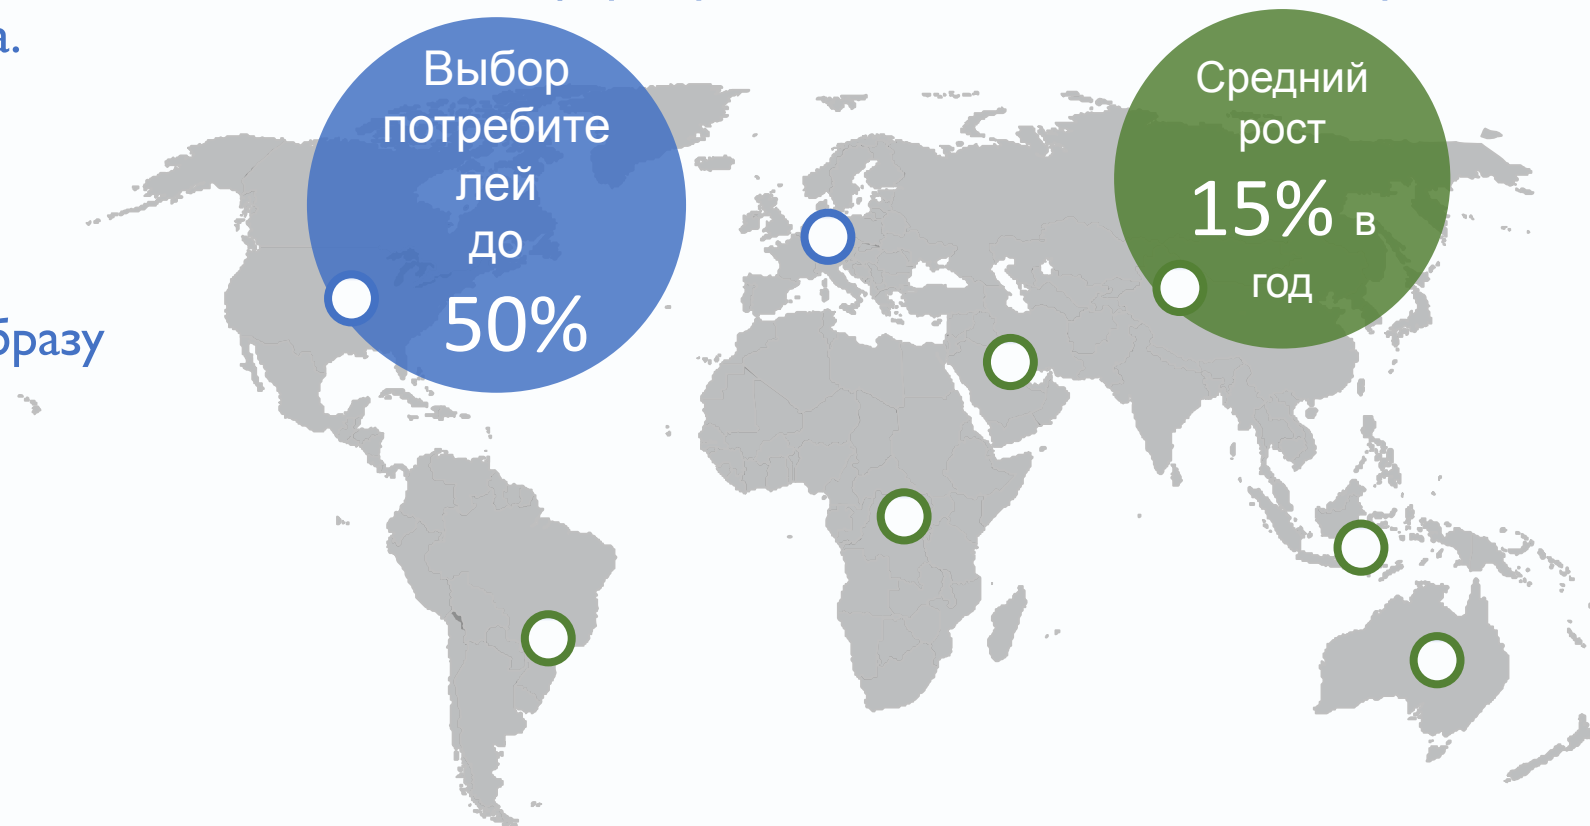 а.
бразу
Выбор
потребите
лей
до
50%
Средний
рост
15% в
год